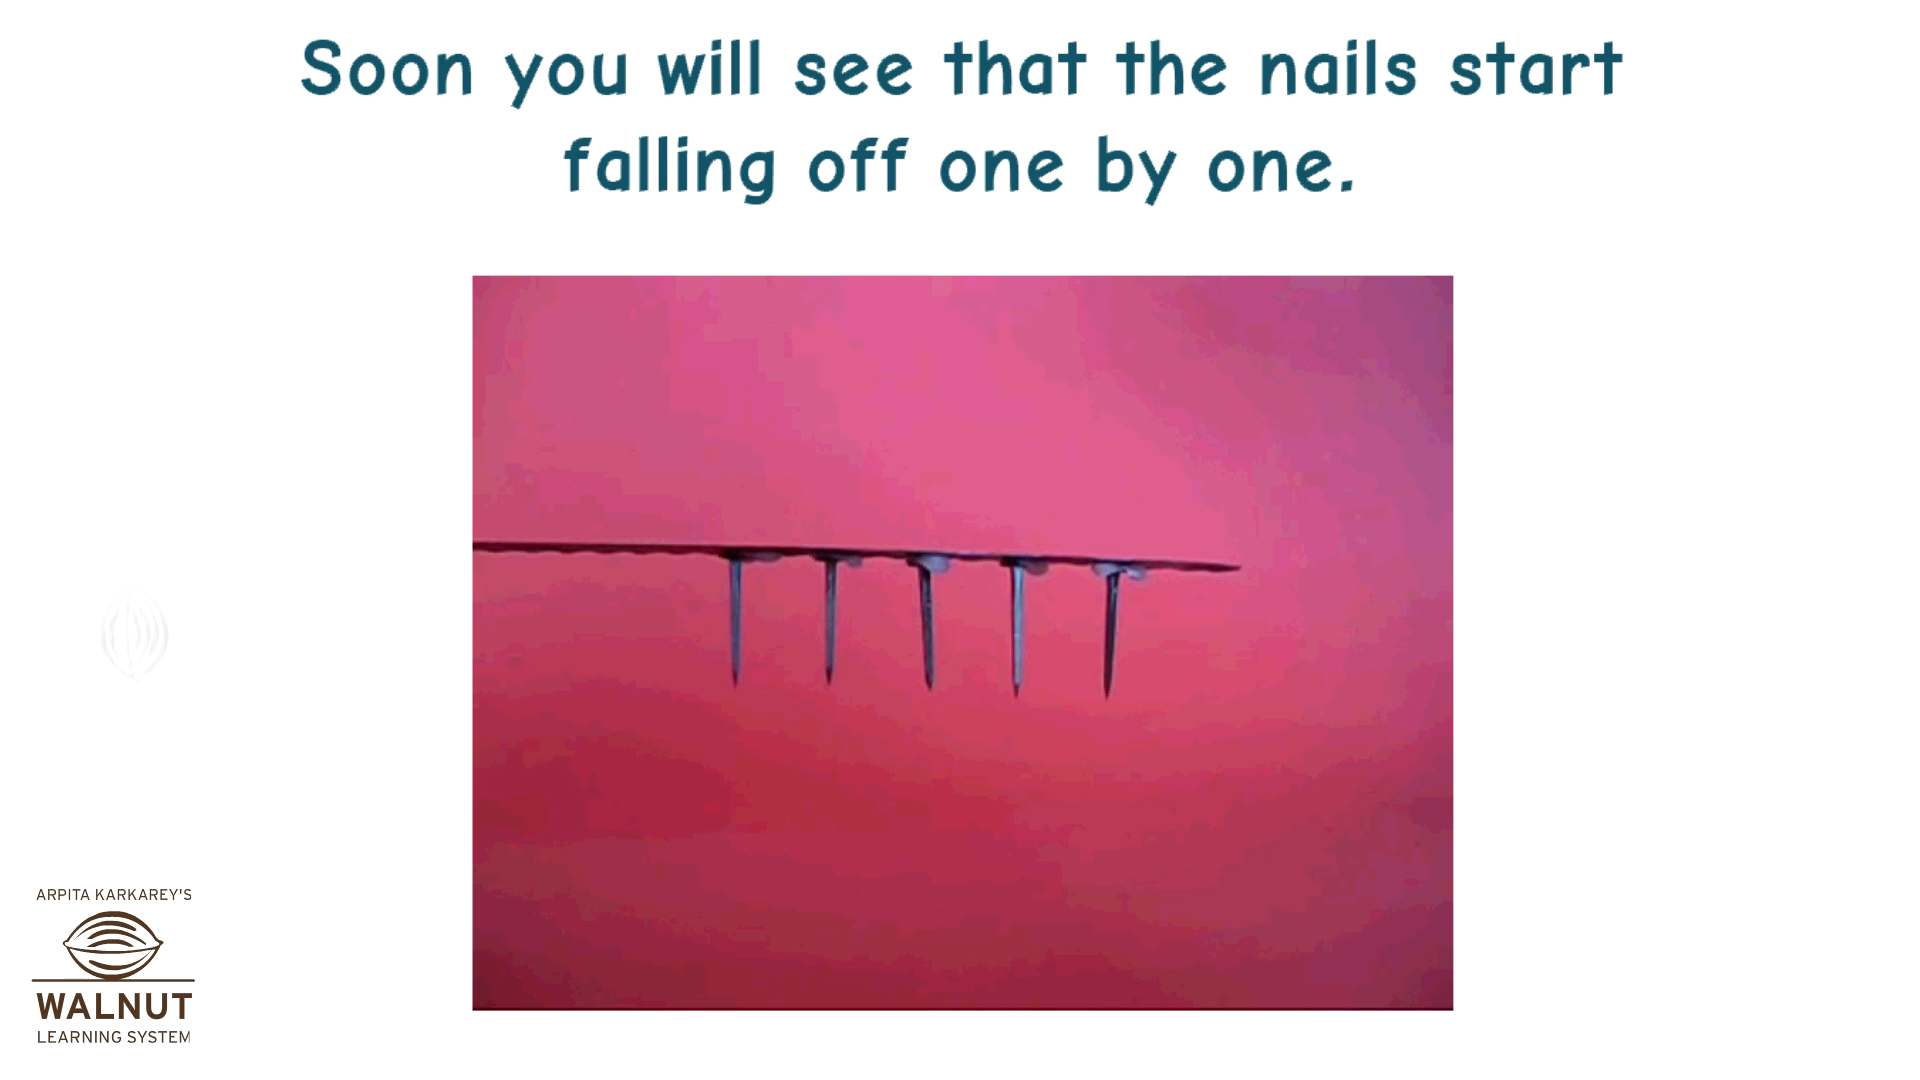 Soon you will see that the nails start
falling off one by one.
ARPITA KARKAREY'S
WALNUT
LEARNING SYSTEM